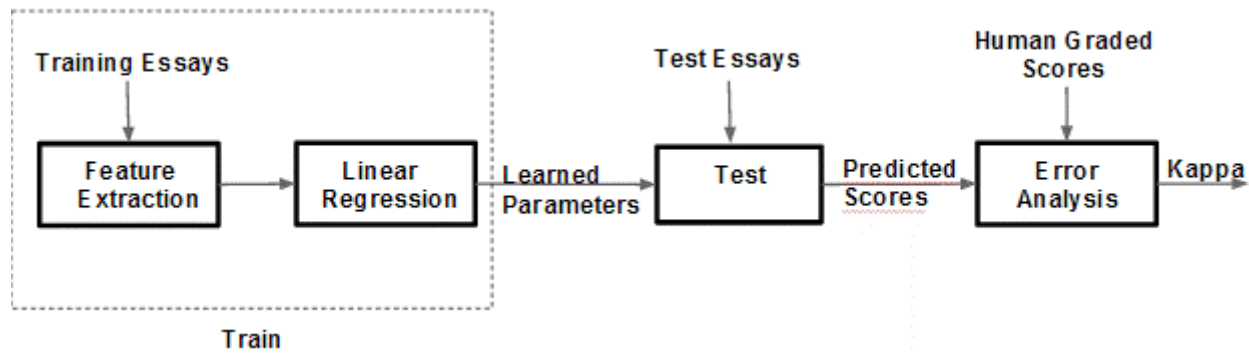 Training Essays
Feature
Extraction
Linear
Regression
Train
Learned
Parameters
Test Essays
Test
Predicted
Scores
Human Graded
Scores
Error
Analysis
Kappa